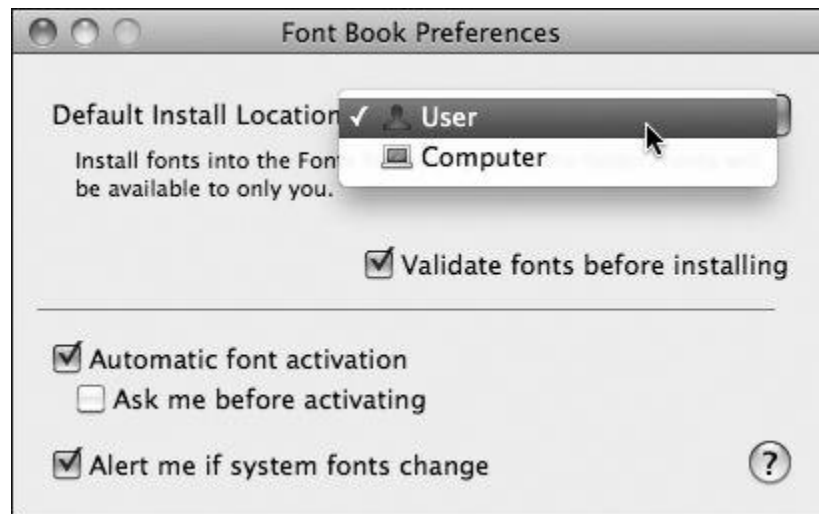 Font Book Preferences
Default Install Location
✓ User
Computer
Install fonts into the Fon
be available to only you.
Validate fonts before installing
Automatic font activation
Ask me before activating
Alert me if system fonts change
?